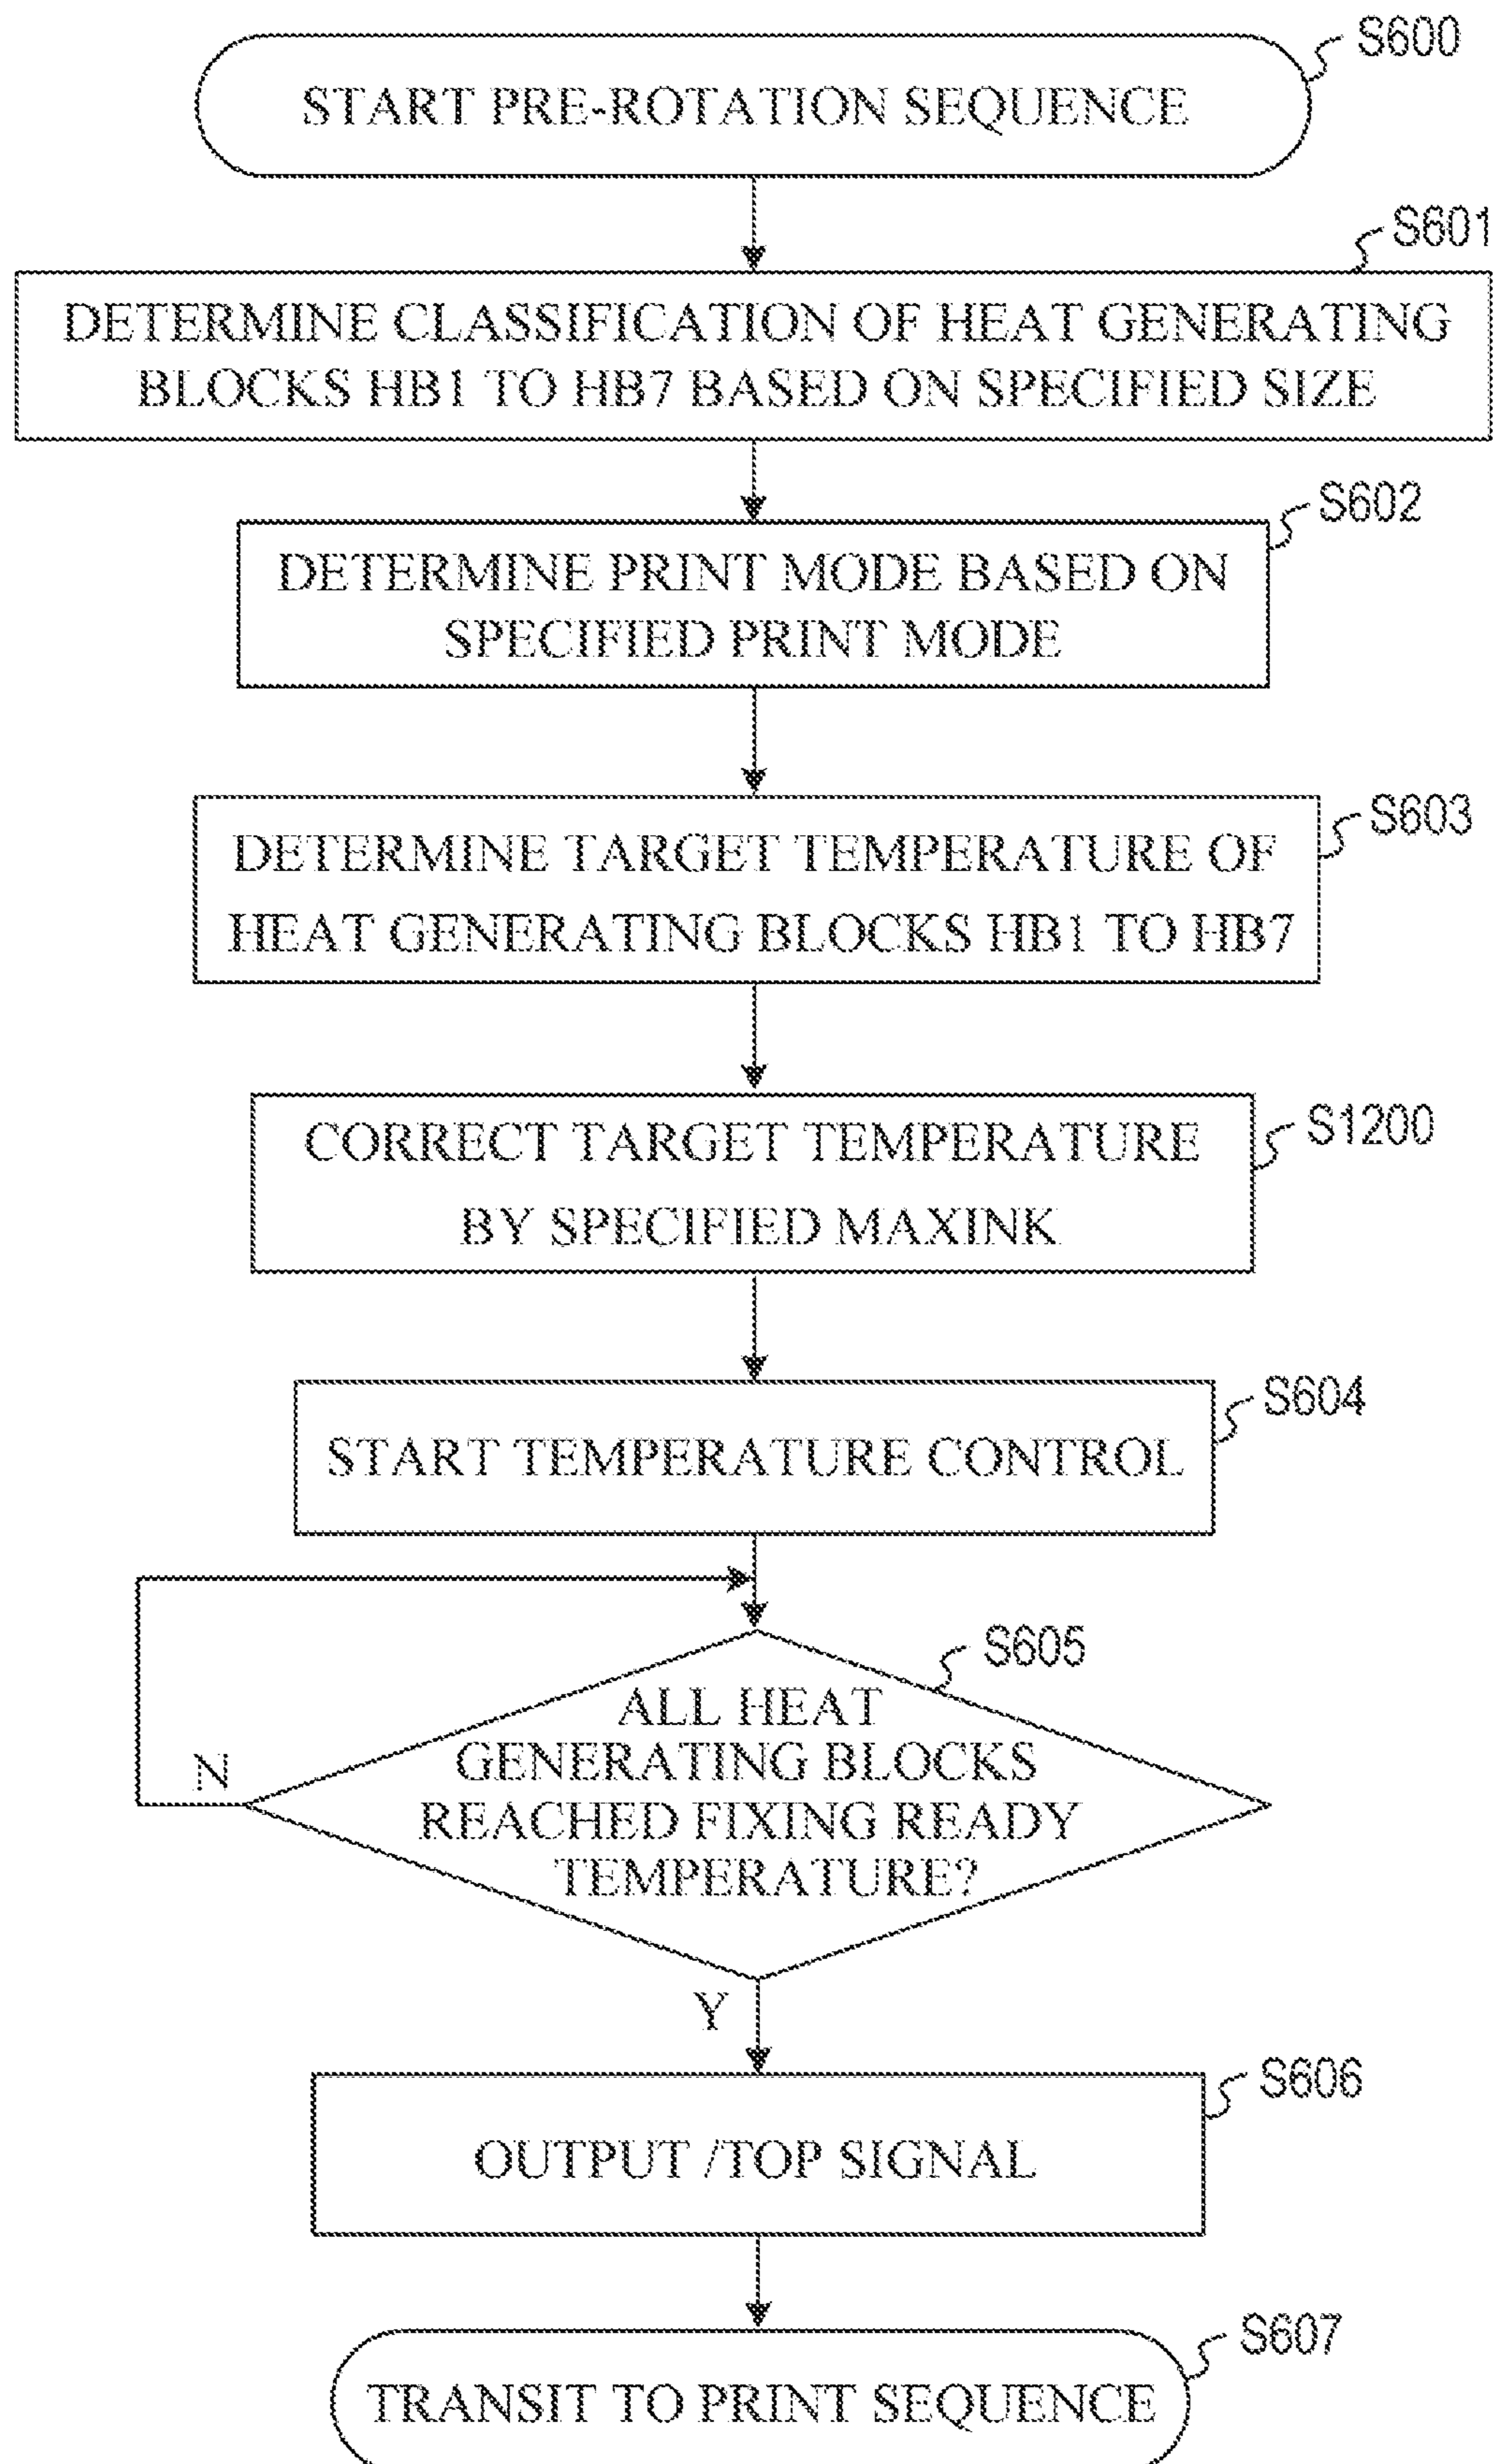 S600
START PRE-ROTATION SEQUENCE
S601
DETERMINE CLASSIFICATION OF HEAT GENERATING
BLOCKS HB1 TO HB7 BASED ON SPECIFIED SIZE
S602
DETERMINE PRINT MODE BASED ON
SPECIFIED PRINT MODE
S603
DETERMINE TARGET TEMPERATURE OF
HEAT GENERATING BLOCKS HB1 TO HB7
S1200
CORRECT TARGET TEMPERATURE
BY SPECIFIED MAXINK
S604
START TEMPERATURE CONTROL
S605
ALL HEAT
GENERATING BLOCKS
REACHED FIXING READY
TEMPERATURE?
N
Y
S606
OUTPUT /TOP SIGNAL
S607
TRANSIT TO PRINT SEQUENCE